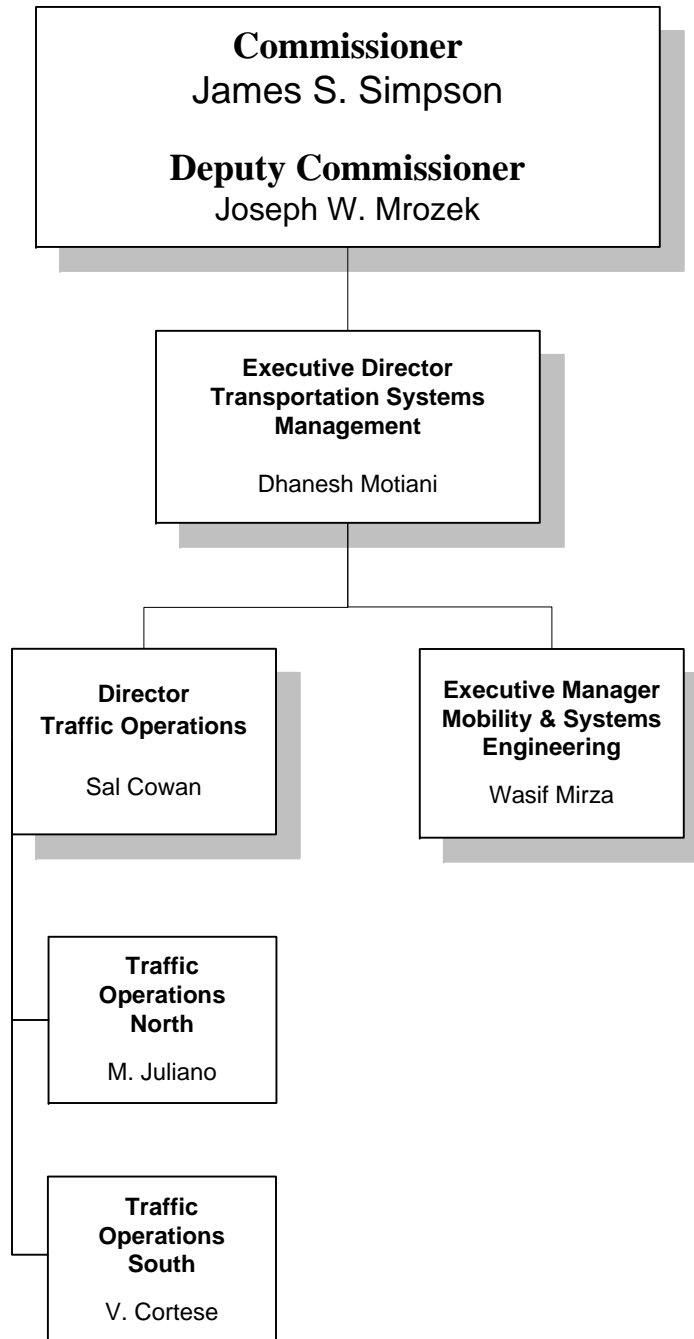 Commissioner
James S. Simpson
Deputy Commissioner
Joseph W. Mrozek
Executive Director
Transportation Systems
Management
Dhanesh Motiani
Director
Traffic Operations
Sal Cowan
Executive Manager
Mobility & Systems
Engineering
Wasif Mirza
Traffic
Operations
North
M. Juliano
Traffic
Operations
South
V. Cortese